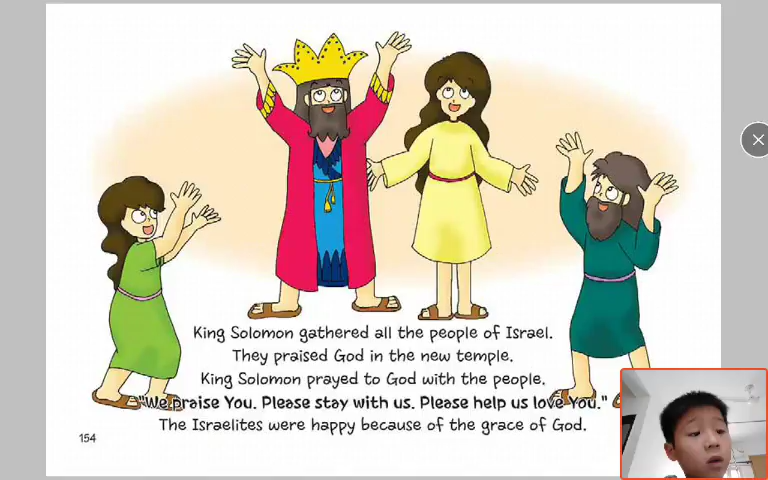 King Solomon gathered all the people of Israel.
They praised God in the new temple.
King Solomon prayed to God with the people.
"We praise You. Please stay with us. Please help us love You."
The Israelites were happy because of the grace of God.
154